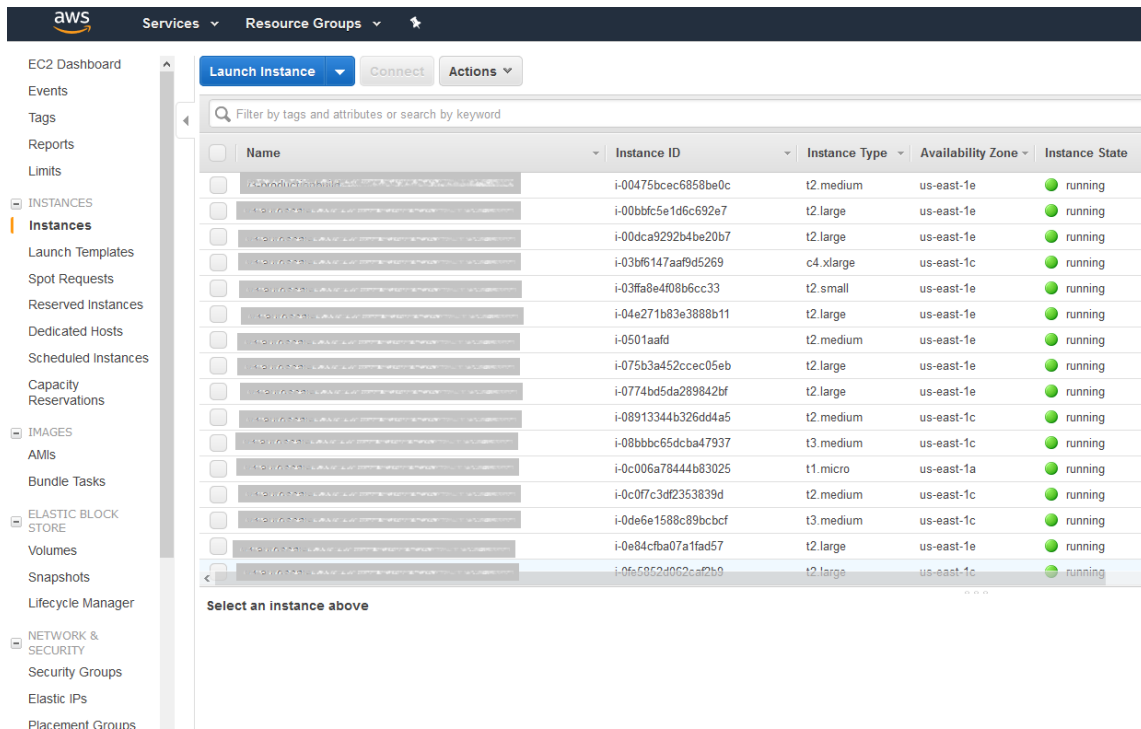 aws Services Resource Groups
EC2 Dashboard
Events
Tags
Reports
Limits
INSTANCES
Instances
Launch Templates
Spot Requests
Reserved Instances
Dedicated Hosts
Scheduled Instances
Capacity
Reservations
IMAGES
AMIs
Bundle Tasks
ELASTIC BLOCK
STORE
Volumes
Snapshots
Lifecycle Manager
NETWORK &
SECURITY
Security Groups
Elastic IPs
Placement Groups
Launch Instance Connect Actions
Filter by tags and attributes or search by keyword
Name Instance ID Instance Type Availability Zone Instance State
i-00475bcec6858be0c t2.medium us-east-1e running
i-00bbfc5e1d6c692e7 t2.large us-east-1e running
i-00dca9292b4be20b7 t2.large us-east-1e running
i-03bf6147aaf9d5269 c4.xlarge us-east-1c running
i-03ffa8e4f08b6cc33 t2.small us-east-1e running
i-04e271b83e3888b11 t2.large us-east-1e running
i-0501aafd t2.medium us-east-1e running
i-075b3a452ccec05eb t2.large us-east-1e running
i-0774bd5da289842bf t2.large us-east-1e running
i-08913344b326dd4a5 t2.medium us-east-1c running
i-08bbbc65dcba47937 t3.medium us-east-1c running
i-0c006a78444b83025 t1.micro us-east-1a running
i-0c0f7c3df2353839d t2.medium us-east-1c running
i-0de6e1588c89bcbcf t3.medium us-east-1c running
i-0e84cfba07a1fad57 t2.large us-east-1e running
i-0fe5852d062caf2b9 t2.large us-east-1c running
Select an instance above